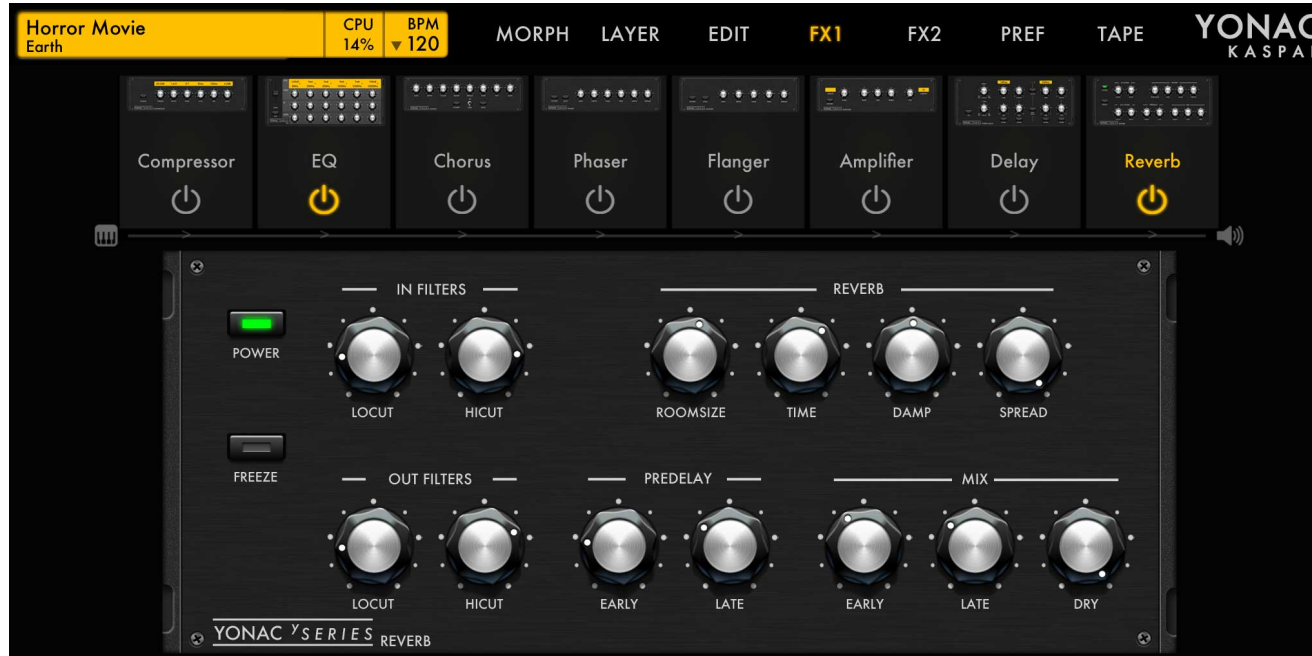 Horror Movie
Earth
CPU
14%
BPM
▼120
MORPH LAYER EDIT FX1 FX2 PREF TAPE
YONAC
KASPA
Compressor EQ Chorus Phaser Flanger Amplifier Delay Reverb
IN FILTERS REVERB
POWER
LOCUT HICUT ROOMSIZE TIME DAMP SPREAD
FREEZE
OUT FILTERS PREDELAY MIX
LOCUT HICUT EARLY LATE EARLY LATE DRY
YONAC Y SERIES REVERB